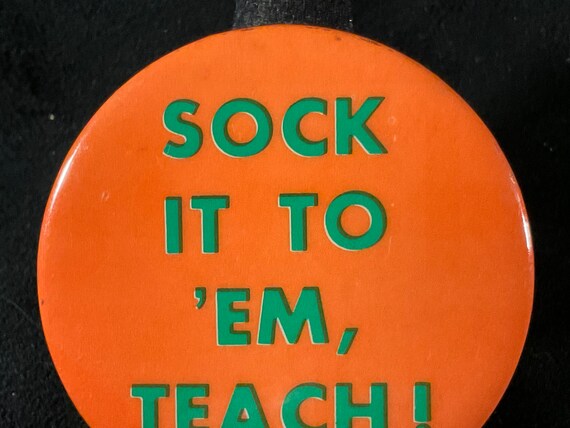 SOCK
IT TO
'EM,
TEACH!